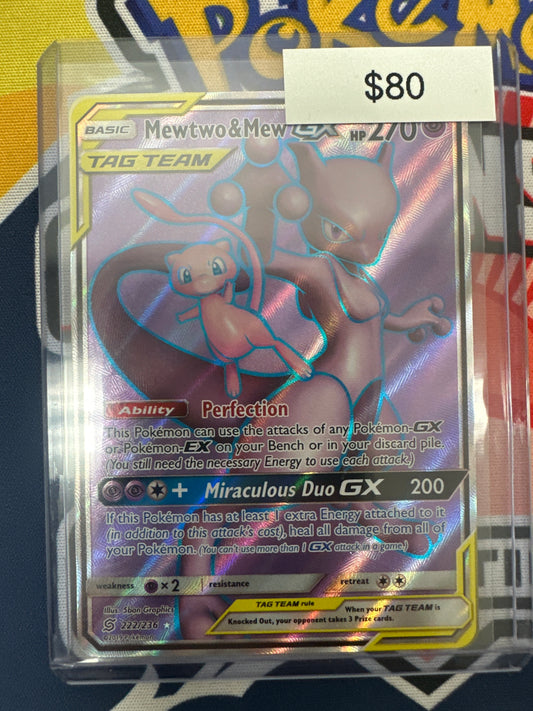 POKÉMON
$80
BASIC Mewtwo&Mew GX HP 270
TAG TEAM
Ability Perfection
This Pokémon can use the attacks of any Pokémon-GX
or Pokémon-EX on your Bench or in your discard pile.
(You still need the necessary Energy to use each attack.)
+ Miraculous Duo GX 200
If this Pokémon has at least 1 extra Energy attached to it
(in addition to this attack's cost), heal all damage from all
of your Pokémon. (You can't use more than 1 GX attack in a game.)
weakness ×2 resistance retreat
Illus. 5ban Graphics
TAG TEAM rule
When your TAG TEAM is
Knocked Out, your opponent takes 3 Prize cards.
222/236